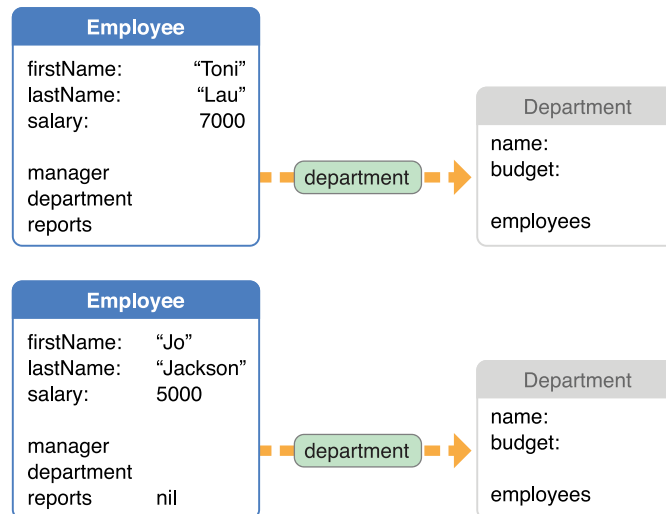 Employee
firstName: “Toni”
lastName: “Lau”
salary: 7000
manager
department
reports
department
Department
name:
budget:
employees
Employee
firstName: “Jo”
lastName: “Jackson”
salary: 5000
manager
department
reports nil
department
Department
name:
budget:
employees